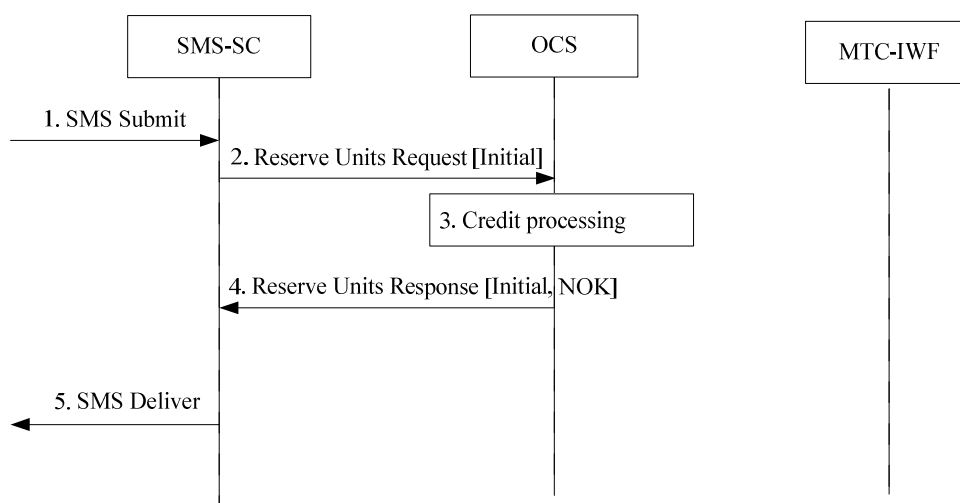 SMS-SC
OCS
MTC-IWF
1. SMS Submit
2. Reserve Units Request [Initial]
3. Credit processing
4. Reserve Units Response [Initial, NOK]
5. SMS Deliver